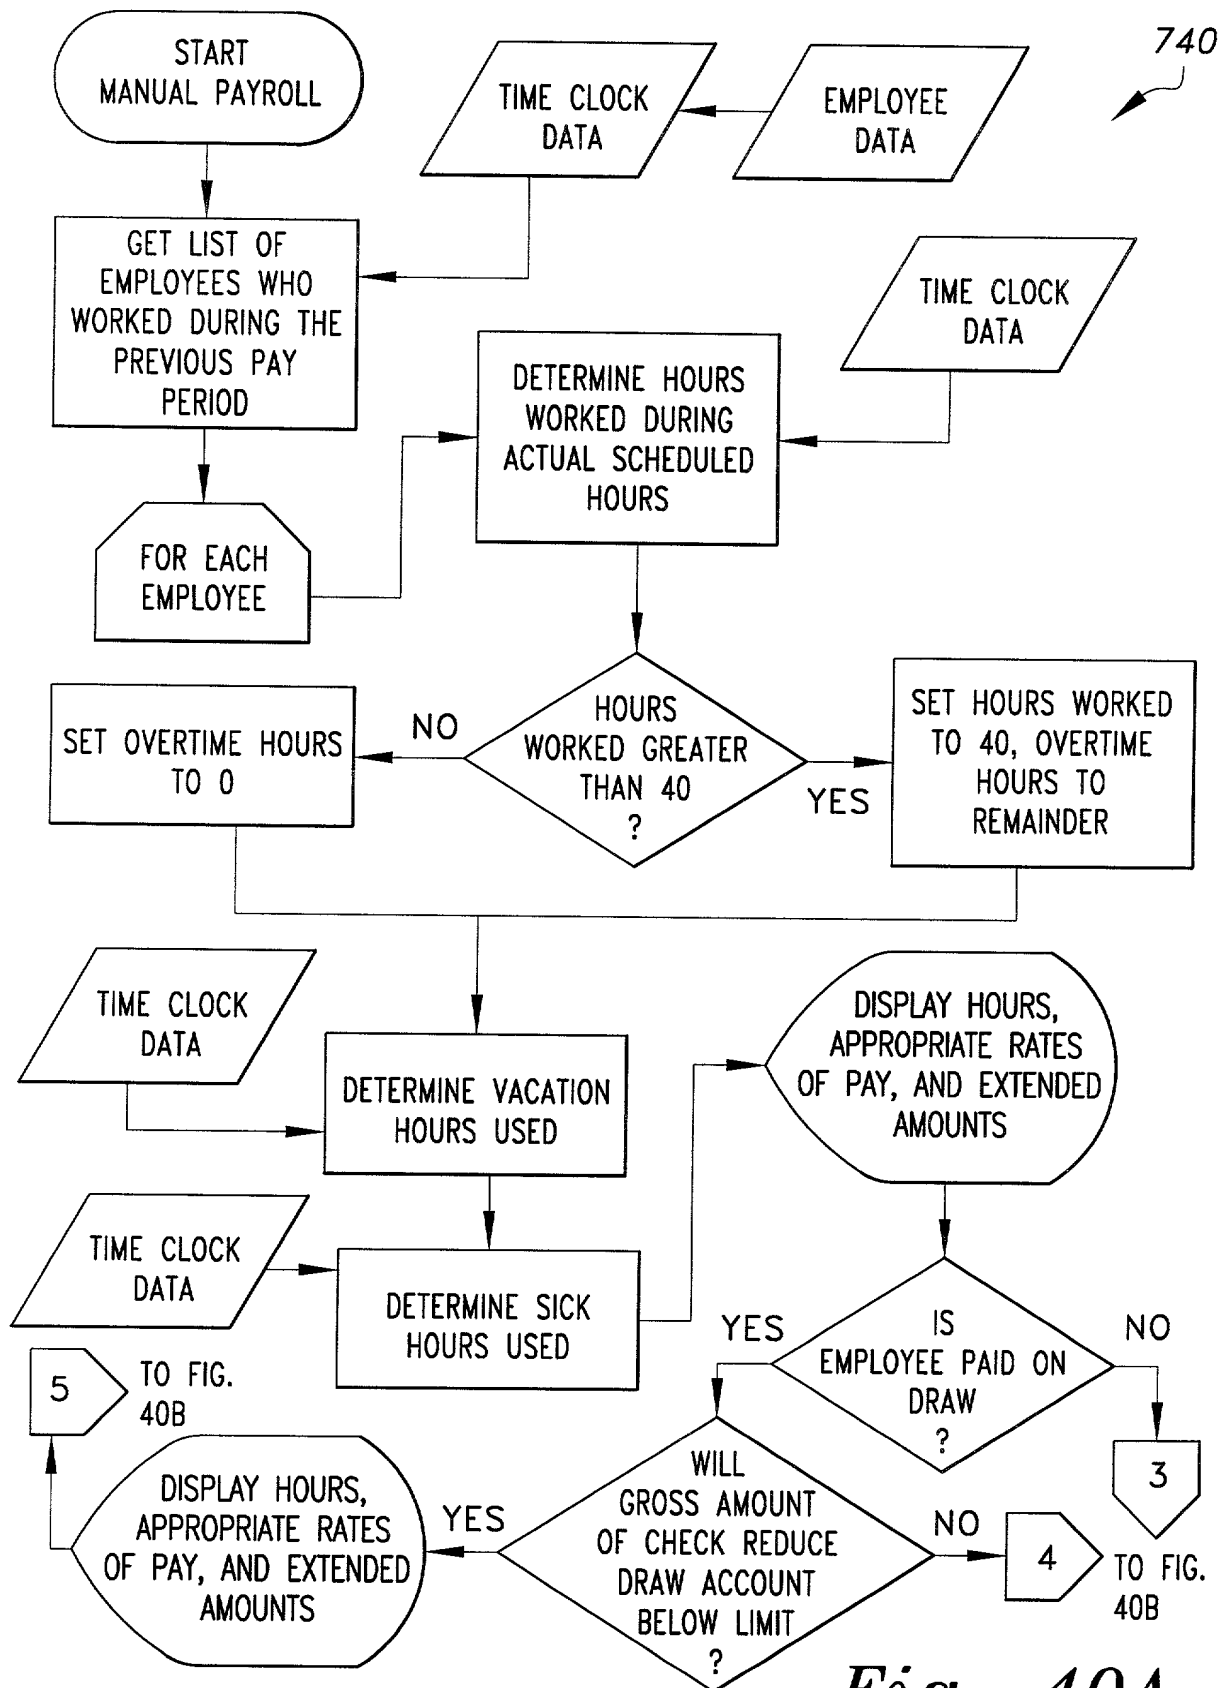 740
START
MANUAL PAYROLL
TIME CLOCK
DATA
EMPLOYEE
DATA
GET LIST OF
EMPLOYEES WHO
WORKED DURING THE
PREVIOUS PAY
PERIOD
TIME CLOCK
DATA
DETERMINE HOURS
WORKED DURING
ACTUAL SCHEDULED
HOURS
FOR EACH
EMPLOYEE
HOURS
WORKED GREATER
THAN 40
?
NO
YES
SET OVERTIME HOURS
TO 0
SET HOURS WORKED
TO 40, OVERTIME
HOURS TO
REMAINDER
TIME CLOCK
DATA
DETERMINE VACATION
HOURS USED
TIME CLOCK
DATA
DETERMINE SICK
HOURS USED
DISPLAY HOURS,
APPROPRIATE RATES
OF PAY, AND EXTENDED
AMOUNTS
IS
EMPLOYEE PAID ON
DRAW
?
YES
NO
3
WILL
GROSS AMOUNT
OF CHECK REDUCE
DRAW ACCOUNT
BELOW LIMIT
?
YES
NO
4
TO FIG.
40B
DISPLAY HOURS,
APPROPRIATE RATES
OF PAY, AND EXTENDED
AMOUNTS
5
TO FIG.
40B
Fig. 40A